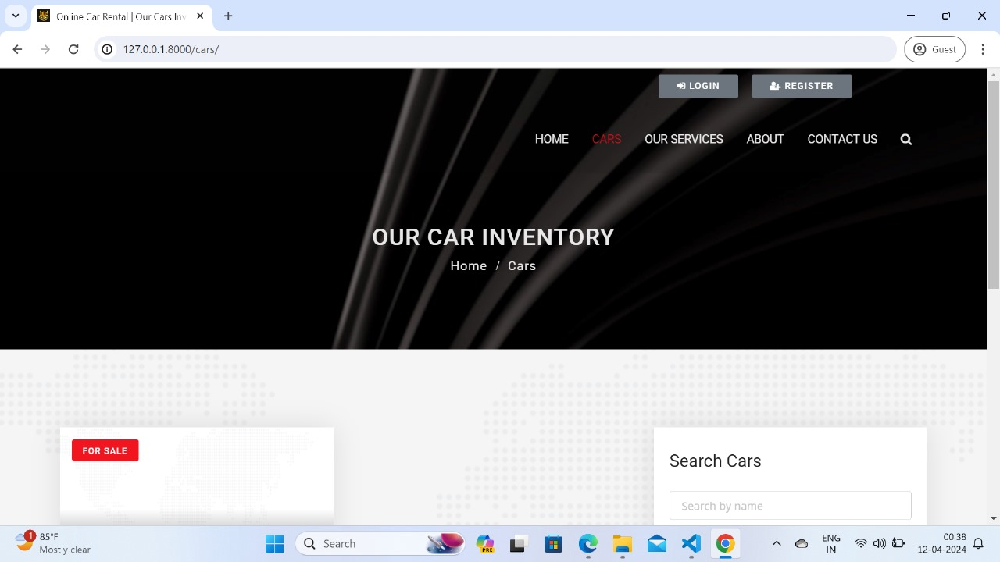 Online Car Rental | Our Cars Inv
127.0.0.1:8000/cars/
Guest
LOGIN
REGISTER
HOME
CARS
OUR SERVICES
ABOUT
CONTACT US
OUR CAR INVENTORY
Home / Cars
FOR SALE
Search Cars
Search by name
1
85°F
Mostly clear
Search
PRE
ENG
IN
00:38
12-04-2024